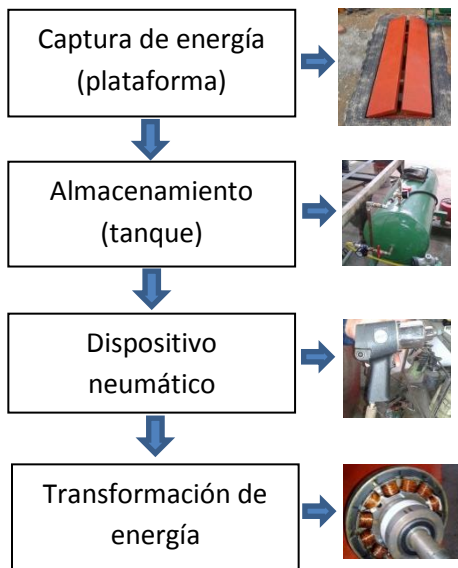 Captura de energía
(plataforma)
Almacenamiento
(tanque)
Dispositivo
neumático
Transformación de
energía